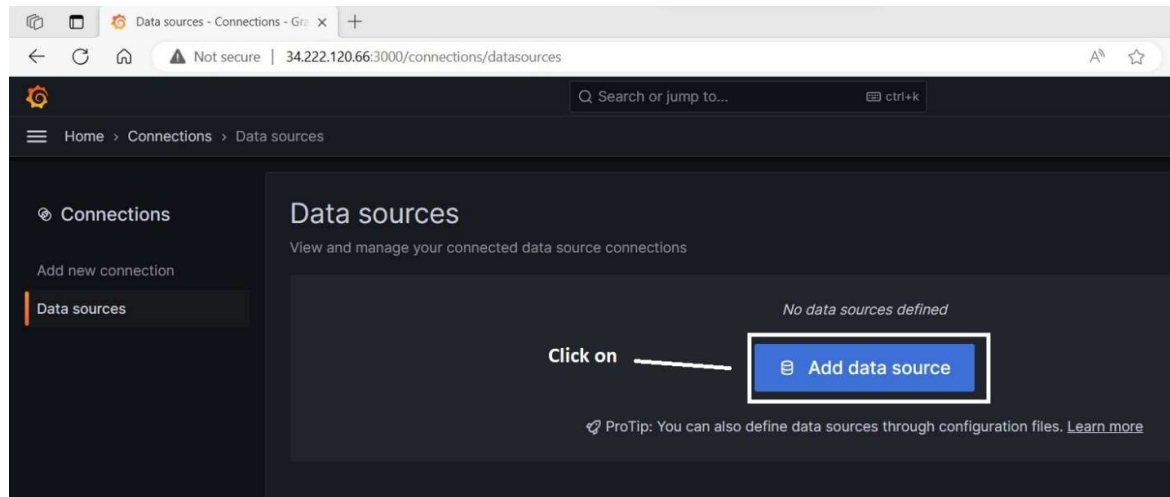 Data sources - Connections - Gr
Not secure | 34.222.120.66:3000/connections/datasources
Search or jump to... ctrl+k
Home > Connections > Data sources
Connections
Add new connection
Data sources
Data sources
View and manage your connected data source connections
No data sources defined
Click on
Add data source
ProTip: You can also define data sources through configuration files. Learn more